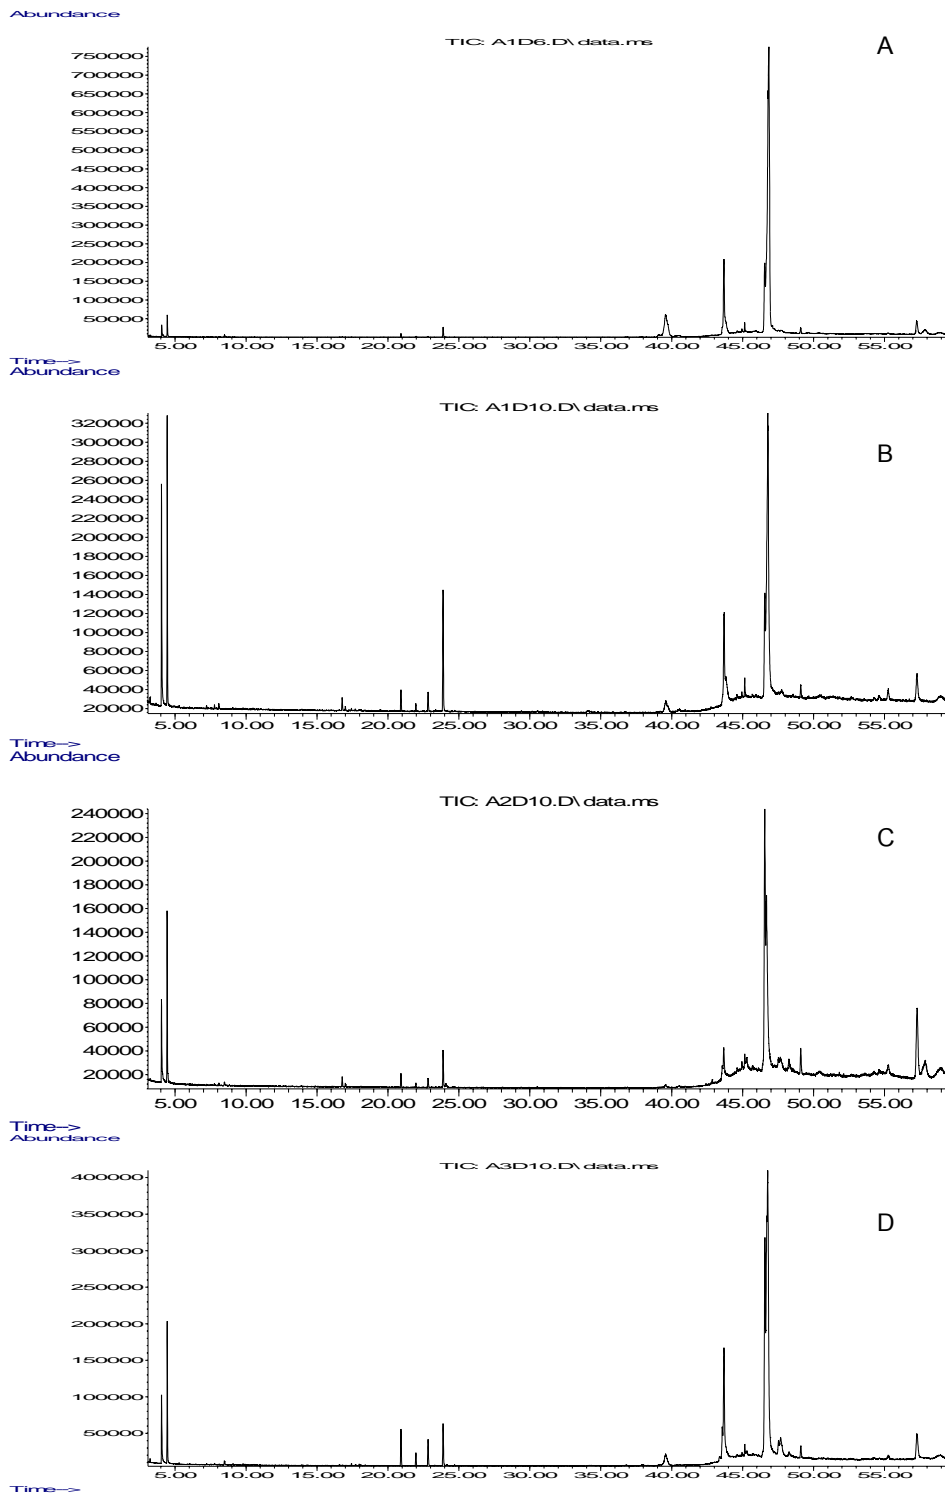 Abundance
TIC: A1D6.D\data.ms
A
750000
700000
650000
600000
550000
500000
450000
400000
350000
300000
250000
200000
150000
100000
50000
5.00 10.00 15.00 20.00 25.00 30.00 35.00 40.00 45.00 50.00 55.00
Time-->
Abundance
TIC: A1D10.D\data.ms
B
320000
300000
280000
260000
240000
220000
200000
180000
160000
140000
120000
100000
80000
60000
40000
20000
5.00 10.00 15.00 20.00 25.00 30.00 35.00 40.00 45.00 50.00 55.00
Time-->
Abundance
TIC: A2D10.D\data.ms
C
240000
220000
200000
180000
160000
140000
120000
100000
80000
60000
40000
20000
5.00 10.00 15.00 20.00 25.00 30.00 35.00 40.00 45.00 50.00 55.00
Time-->
Abundance
TIC: A3D10.D\data.ms
D
400000
350000
300000
250000
200000
150000
100000
50000
5.00 10.00 15.00 20.00 25.00 30.00 35.00 40.00 45.00 50.00 55.00
Time-->